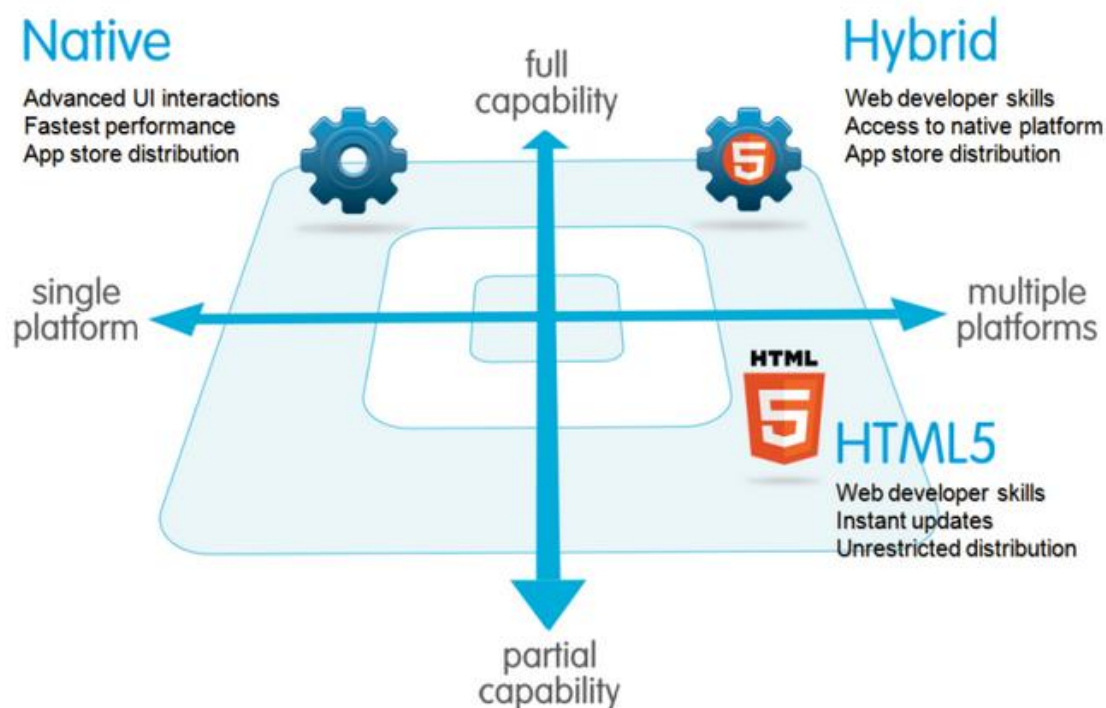 Native
Advanced UI interactions
Fastest performance
App store distribution
full
capability
Hybrid
Web developer skills
Access to native platform
App store distribution
5
single
platform
multiple
platforms
HTML
5
HTML5
Web developer skills
Instant updates
Unrestricted distribution
partial
capability